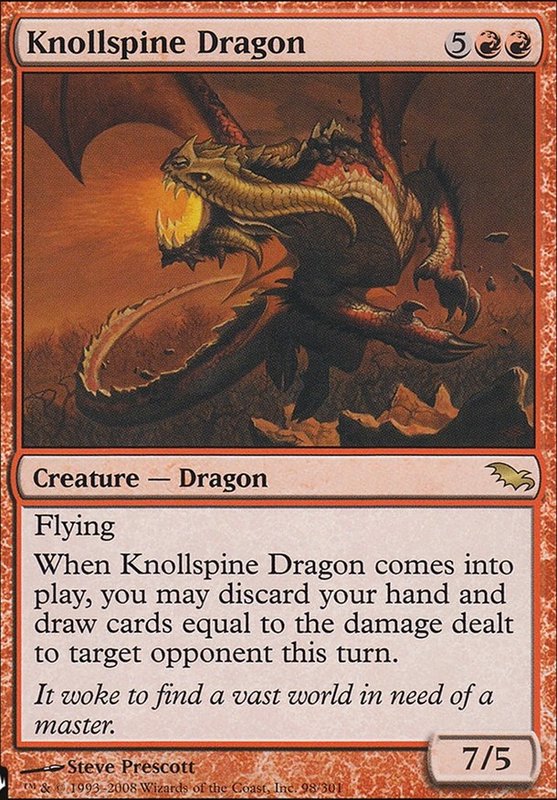 Knollspine Dragon 5
Creature — Dragon
Flying
When Knollspine Dragon comes into
play, you may discard your hand and
draw cards equal to the damage dealt
to target opponent this turn.
It woke to find a vast world in need of a
master.
7/5
Steve Prescott
™ & © 1993–2008 Wizards of the Coast, Inc. 98/301